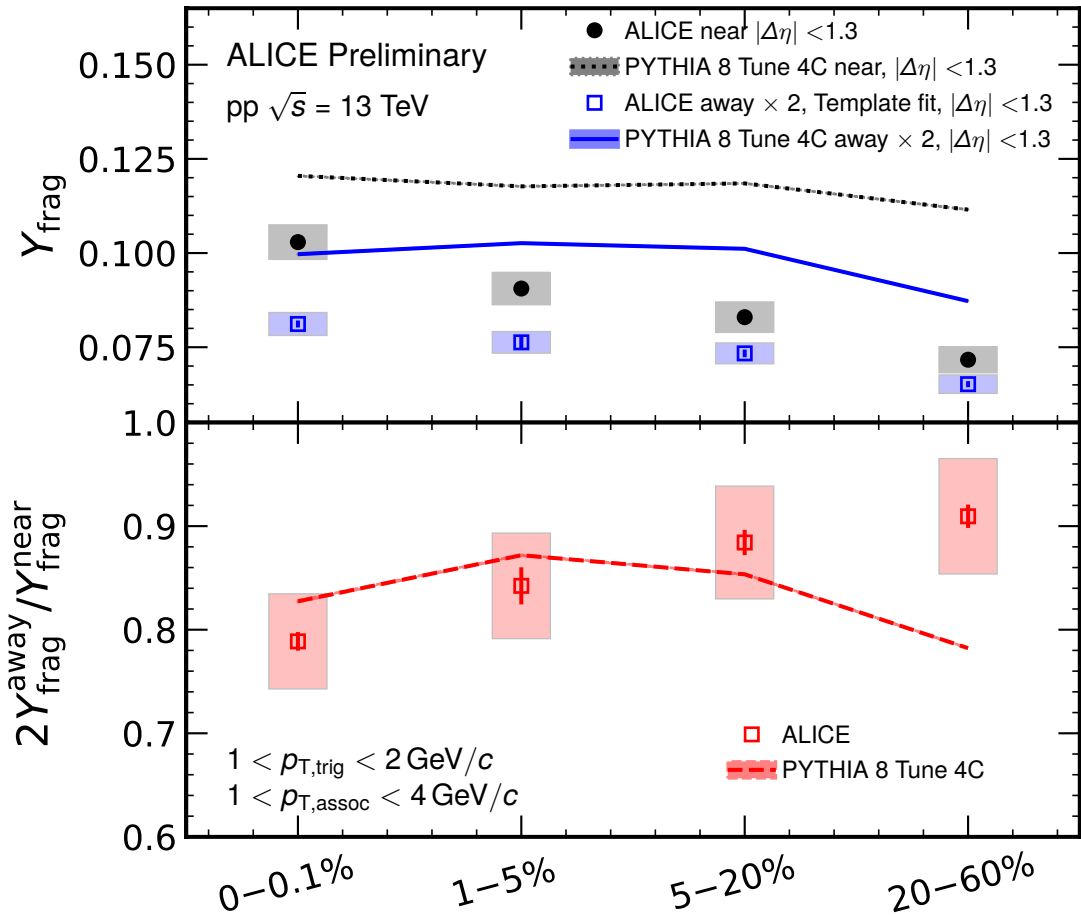 ALICE Preliminary
pp √s = 13 TeV
ALICE near |Δη| <1.3
PYTHIA 8 Tune 4C near, |Δη| <1.3
ALICE away × 2, Template fit, |Δη| <1.3
PYTHIA 8 Tune 4C away × 2, |Δη| <1.3
Y_frag
0.150
0.125
0.100
0.075
2Y_frag^away/Y_frag^near
1.0
0.9
0.8
0.7
0.6
ALICE
PYTHIA 8 Tune 4C
1 < p_T,trig < 2 GeV/c
1 < p_T,assoc < 4 GeV/c
0−0.1%
1−5%
5−20%
20−60%